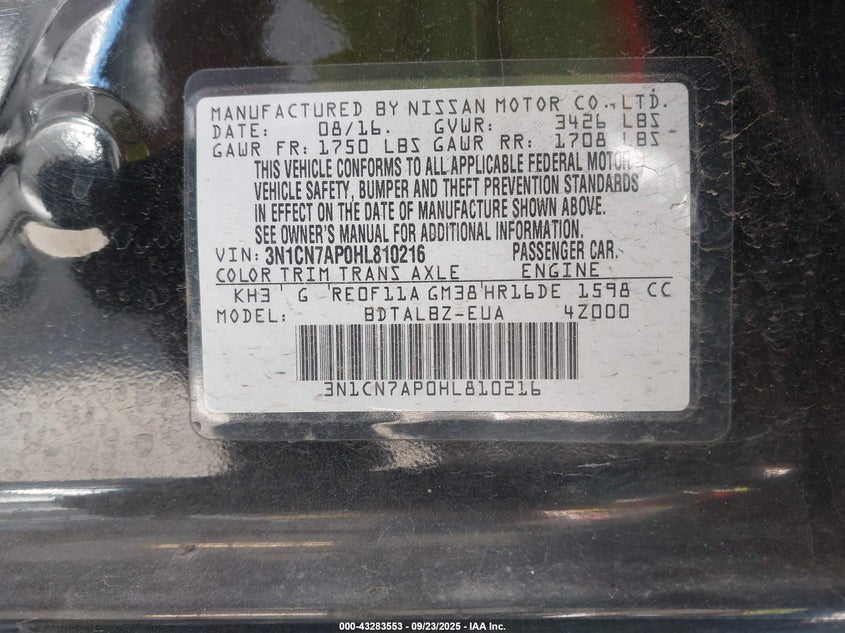 MANUFACTURED BY NISSAN MOTOR CO., LTD.
DATE: 08/16. GVWR: 3426 LBS
GAWR FR: 1750 LBS GAWR RR: 1708 LBS
THIS VEHICLE CONFORMS TO ALL APPLICABLE FEDERAL MOTOR
VEHICLE SAFETY, BUMPER AND THEFT PREVENTION STANDARDS
IN EFFECT ON THE DATE OF MANUFACTURE SHOWN ABOVE.
SEE OWNER'S MANUAL FOR ADDITIONAL INFORMATION.
VIN: 3N1CN7AP0HL810216 PASSENGER CAR.
COLOR TRIM TRANS AXLE ENGINE
KH3 G RE0F11A GM38 HR16DE 1598 CC
MODEL: BDTALBZ-EUA 4Z000
3N1CN7AP0HL810216
000-43283553 - 09/23/2025 - IAA Inc.